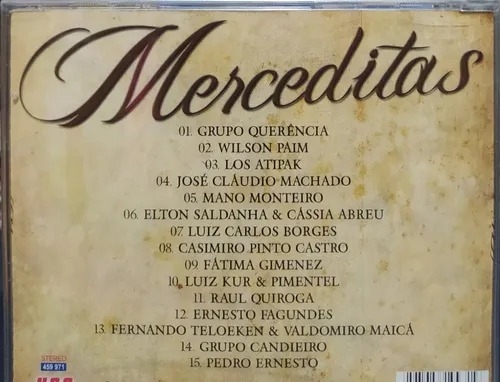 Merceditas
01. GRUPO QUERÊNCIA
02. WILSON PAIM
03. LOS ATIPAK
04. JOSÉ CLÁUDIO MACHADO
05. MANO MONTEIRO
06. ELTON SALDANHA & CÁSSIA ABREU
07. LUIZ CARLOS BORGES
08. CASIMIRO PINTO CASTRO
09. FÁTIMA GIMENEZ
10. LUIZ KUR & PIMENTEL
11. RAUL QUIROGA
12. ERNESTO FAGUNDES
13. FERNANDO TELOEKEN & VALDOMIRO MAICÁ
14. GRUPO CANDIEIRO
15. PEDRO ERNESTO
STEREO
459 971